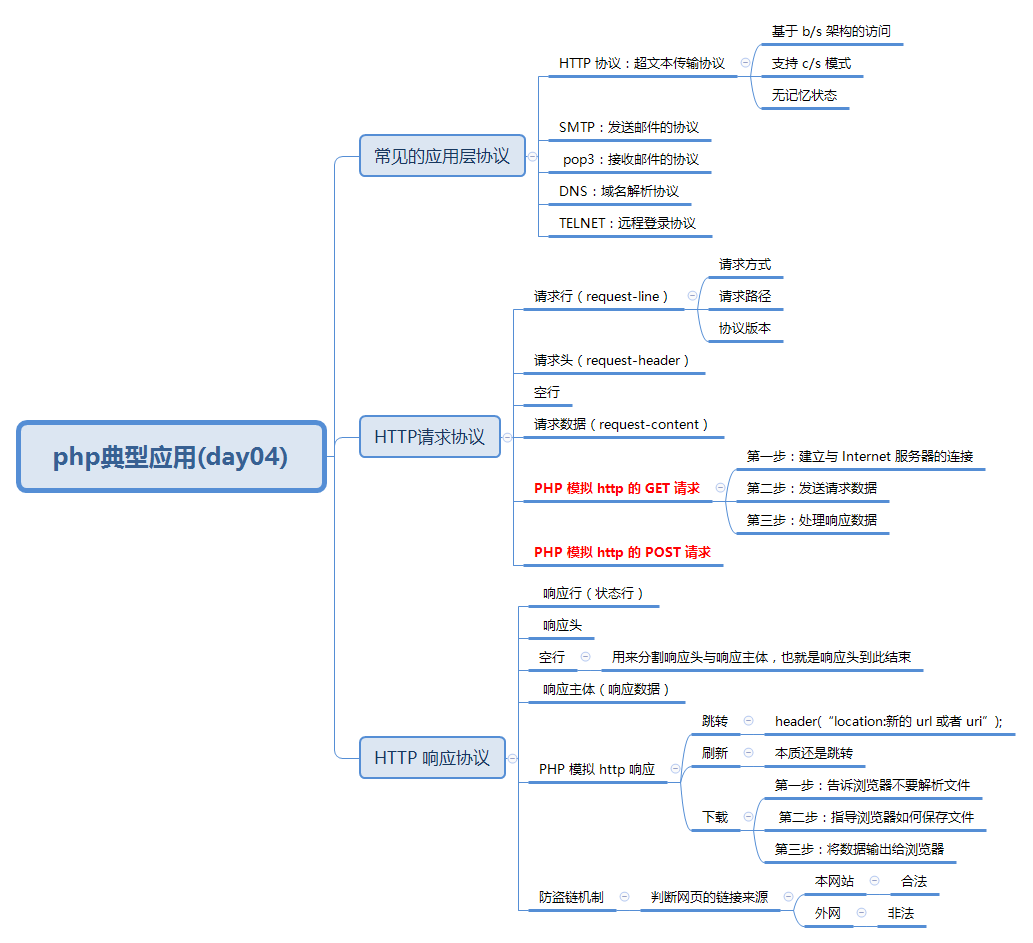 php典型应用(day04)
常见的应用层协议
HTTP 协议：超文本传输协议
基于 b/s 架构的访问
支持 c/s 模式
无记忆状态
SMTP：发送邮件的协议
pop3：接收邮件的协议
DNS：域名解析协议
TELNET：远程登录协议
HTTP请求协议
请求行（request-line）
请求方式
请求路径
协议版本
请求头（request-header）
空行
请求数据（request-content）
PHP 模拟 http 的 GET 请求
第一步：建立与 Internet 服务器的连接
第二步：发送请求数据
第三步：处理响应数据
PHP 模拟 http 的 POST 请求
HTTP 响应协议
响应行（状态行）
响应头
空行
用来分割响应头与响应主体，也就是响应头到此结束
响应主体（响应数据）
PHP 模拟 http 响应
跳转
header(“location:新的 url 或者 uri”);
刷新
本质还是跳转
下载
第一步：告诉浏览器不要解析文件
第二步：指导浏览器如何保存文件
第三步：将数据输出给浏览器
防盗链机制
判断网页的链接来源
本网站
合法
外网
非法